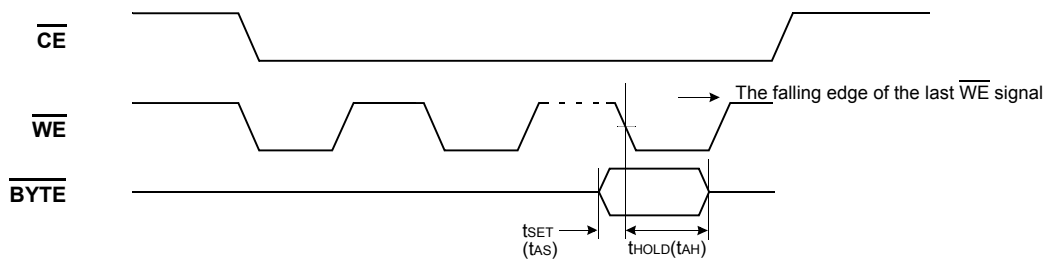 CE
The falling edge of the last WE signal
WE
BYTE
tSET
(tAS)
tHOLD(tAH)